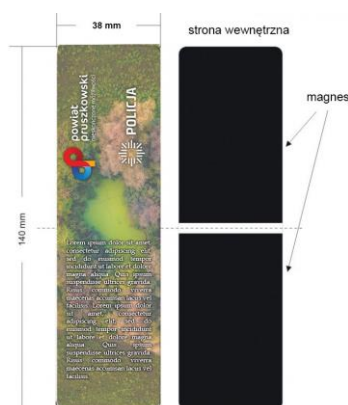 38 mm
strona wewnętrzna
140 mm
magnes
powiat
pruszkowski
POLICJA
Lorem ipsum dolor sit amet,
consectetur adipiscing elit,
sed do eiusmod tempor
incididunt ut labore et dolore
magna aliqua. Quis ipsum
suspendisse ultrices gravida.
Risus commodo viverra
maecenas accumsan lacus vel
facilisis. Lorem ipsum dolor
sit amet, consectetur
adipiscing elit, sed do
eiusmod tempor incididunt
ut labore et dolore magna
aliqua. Quis ipsum
suspendisse ultrices gravida.
Risus commodo viverra
maecenas accumsan lacus vel
facilisis.